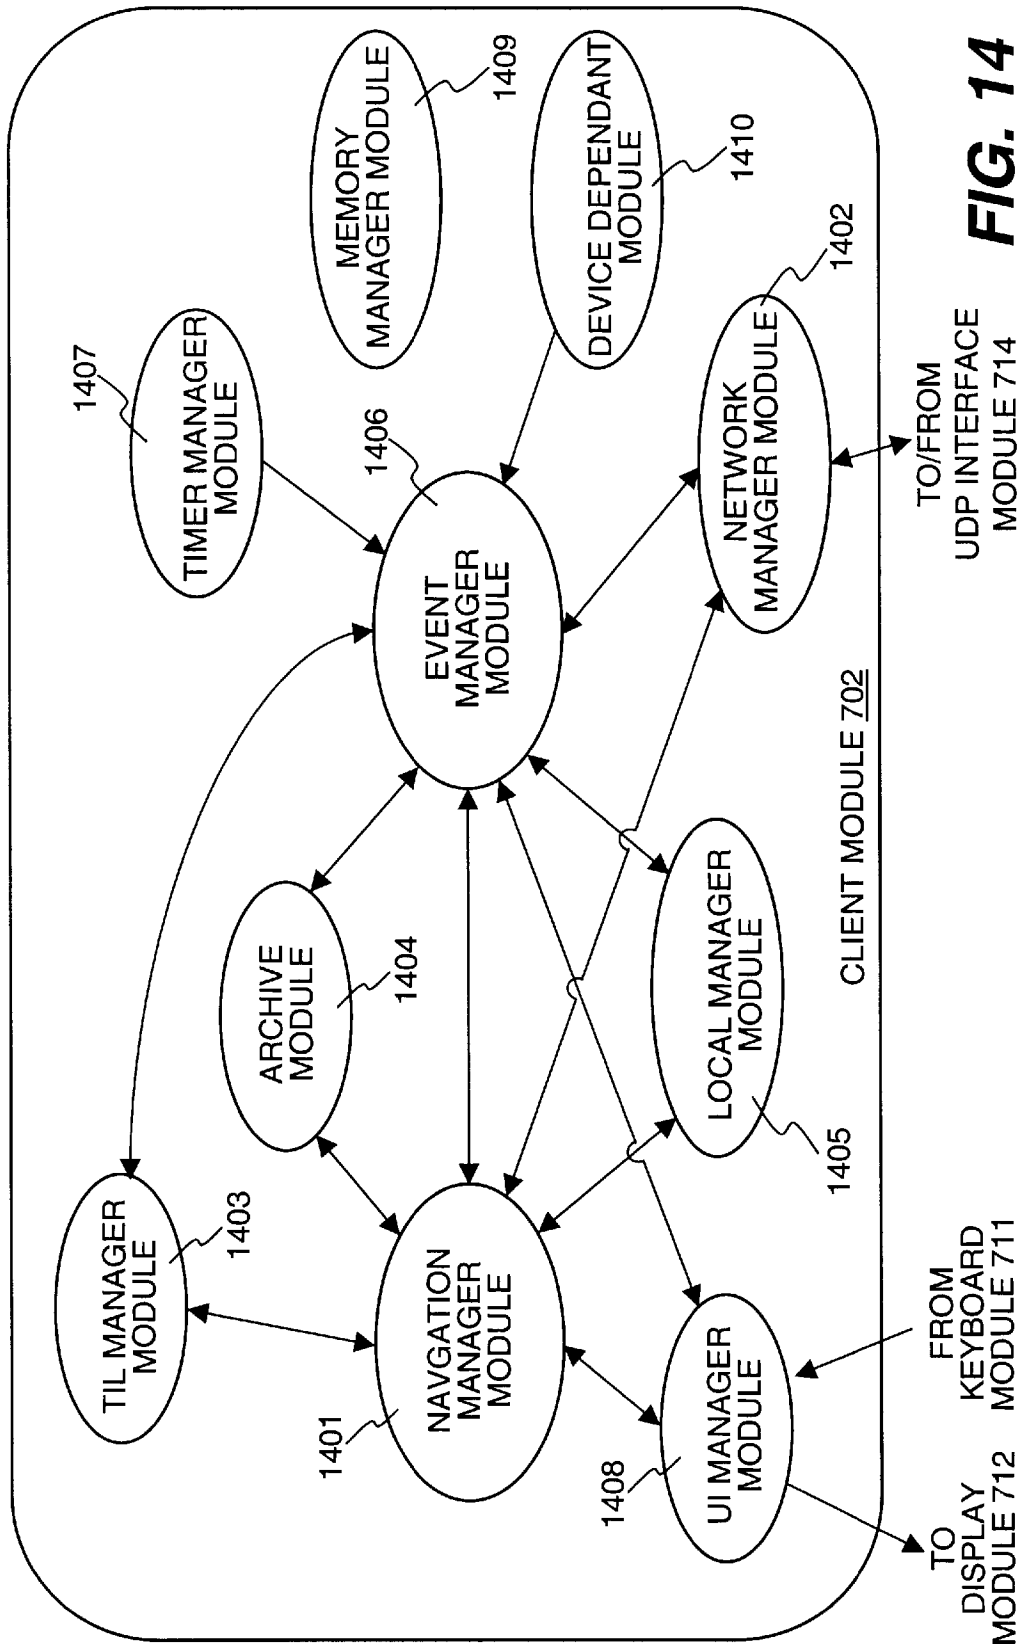 TIL MANAGER
MODULE
1403
TIMER MANAGER
MODULE
1407
ARCHIVE
MODULE
1404
MEMORY
MANAGER MODULE
1409
NAVGATION
MANAGER
MODULE
1401
EVENT
MANAGER
MODULE
1406
DEVICE DEPENDANT
MODULE
1410
UI MANAGER
MODULE
1408
LOCAL MANAGER
MODULE
1405
NETWORK
MANAGER MODULE
1402
CLIENT MODULE 702
TO
DISPLAY
MODULE 712
FROM
KEYBOARD
MODULE 711
TO/FROM
UDP INTERFACE
MODULE 714
FIG. 14